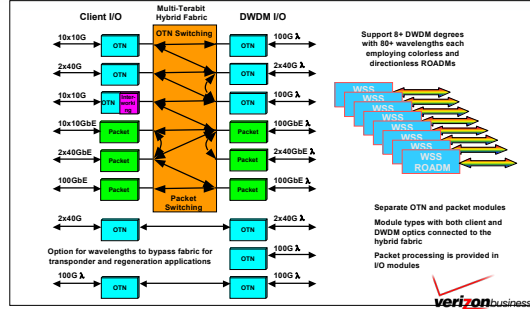 Client I/O
Multi-Terabit
Hybrid Fabric
DWDM I/O
OTN Switching
10x10G
OTN
OTN
100G λ
2x40G
OTN
OTN
2x40G λ
10x10G
OTN
Inter-
worki
ng
OTN
100G λ
10x10GbE
Packet
Packet
100GbE λ
2x40GbE
Packet
Packet
2x40GbE λ
100GbE
Packet
Packet
100GbE λ
Packet
Switching
2x40G
OTN
OTN
2x40G λ
Option for wavelengths to bypass fabric for
transponder and regeneration applications
OTN
100G λ
100G λ
OTN
OTN
100G λ
Support 8+ DWDM degrees
with 80+ wavelengths each
employing colorless and
directionless ROADMs
WSS
WSS
WSS
WSS
WSS
WSS
WSS
WSS
ROADM
Separate OTN and packet modules
Module types with both client and
DWDM optics connected to the
hybrid fabric
Packet processing is provided in
I/O modules
verizonbusiness